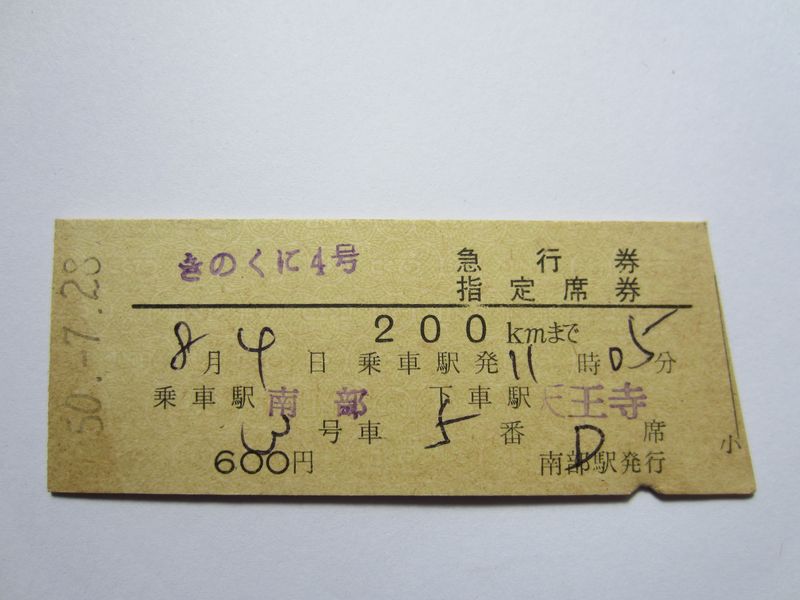 50.-7.28
きのくに4号
急行券
指定席券
200kmまで
8月4日 乗車駅発11時05分
乗車駅 南部 下車駅 天王寺
3号車 5番D席
600円 南部駅発行
小